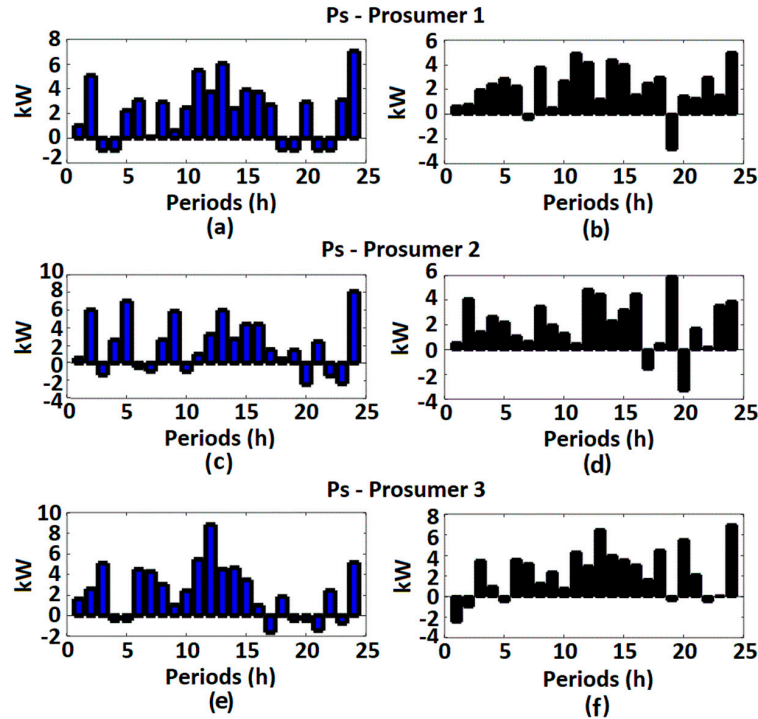 Ps - Prosumer 1
kW
8
6
4
2
0
-2
0 5 10 15 20 25
Periods (h)
(a)
kW
6
4
2
0
-2
-4
0 5 10 15 20 25
Periods (h)
(b)
Ps - Prosumer 2
kW
10
8
6
4
2
0
-2
-4
0 5 10 15 20 25
Periods (h)
(c)
kW
6
4
2
0
-2
-4
0 5 10 15 20 25
Periods (h)
(d)
Ps - Prosumer 3
kW
10
8
6
4
2
0
-2
0 5 10 15 20 25
Periods (h)
(e)
kW
8
6
4
2
0
-2
-4
0 5 10 15 20 25
Periods (h)
(f)